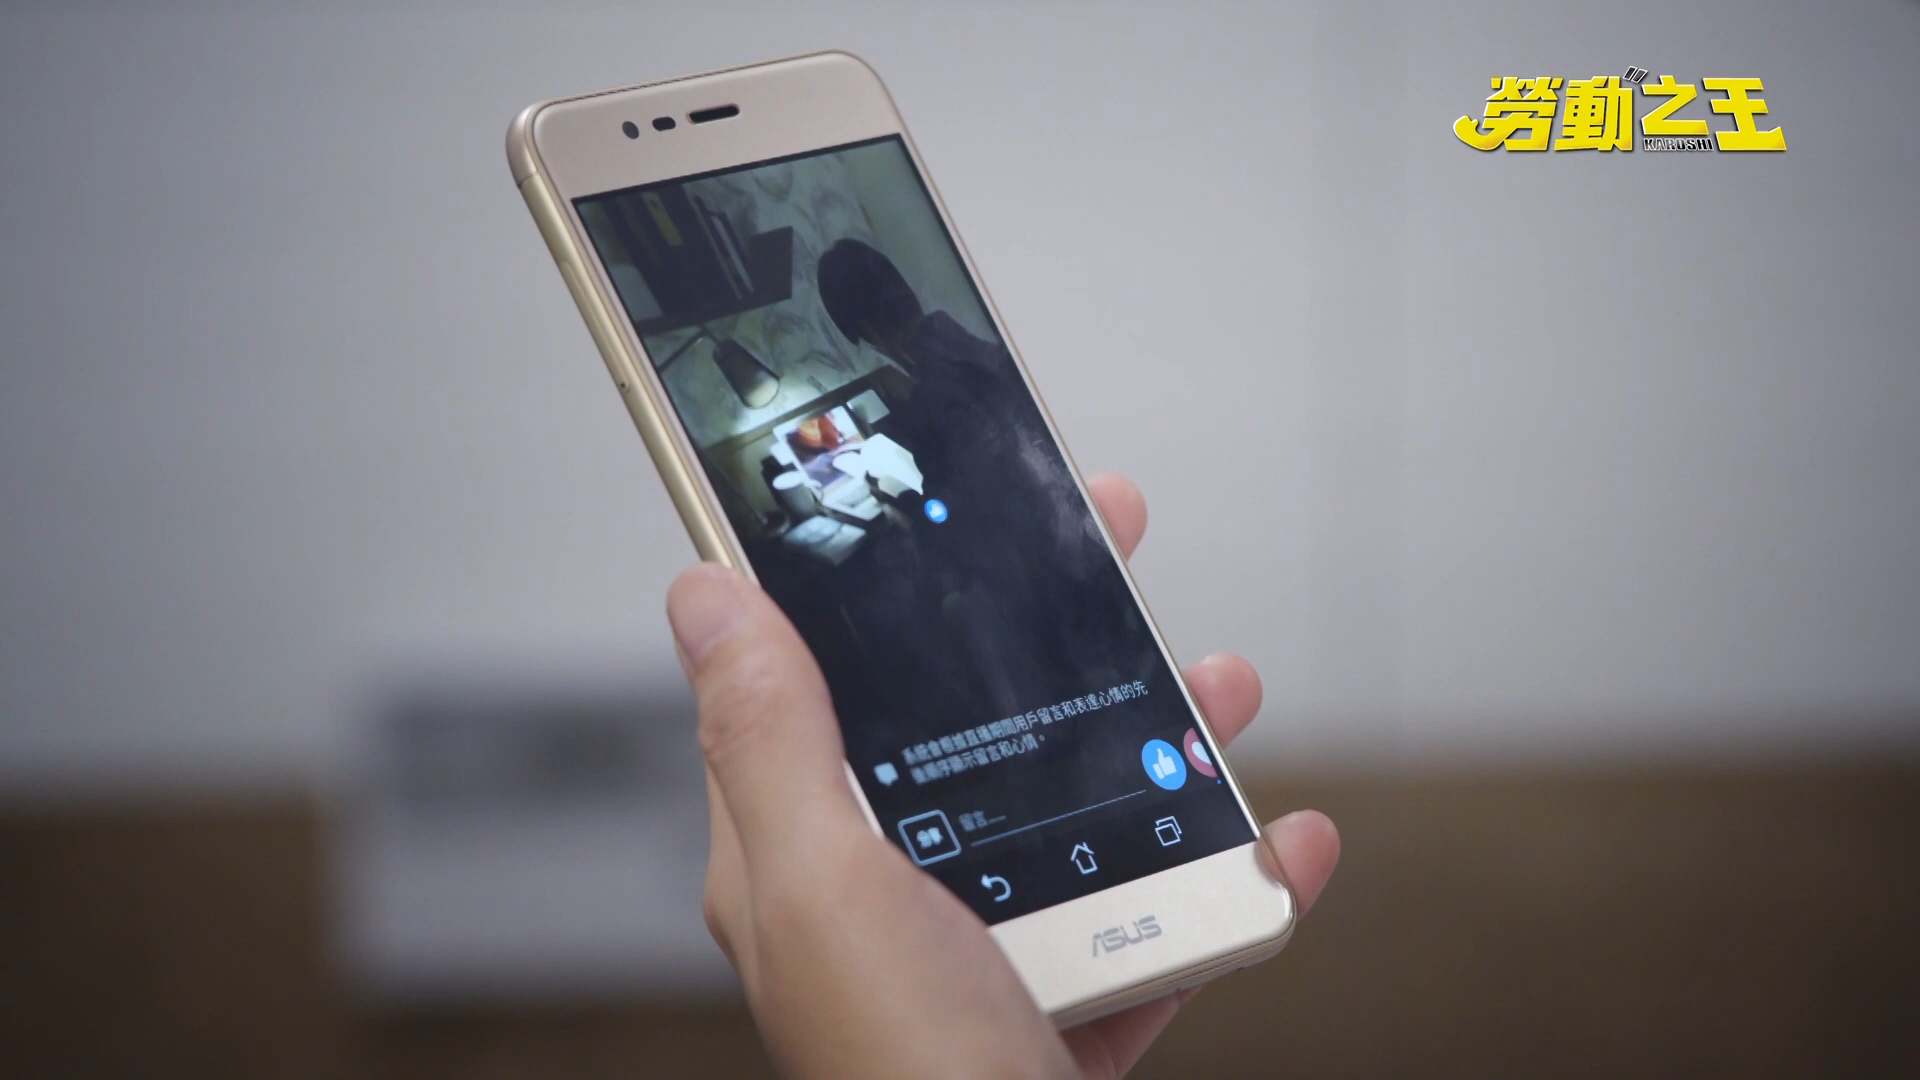 勞動之王
KAROSHI
系統會根據直播期間用戶留言和表達心情的先
後順序顯示留言和心情。
分享
留言......
ASUS